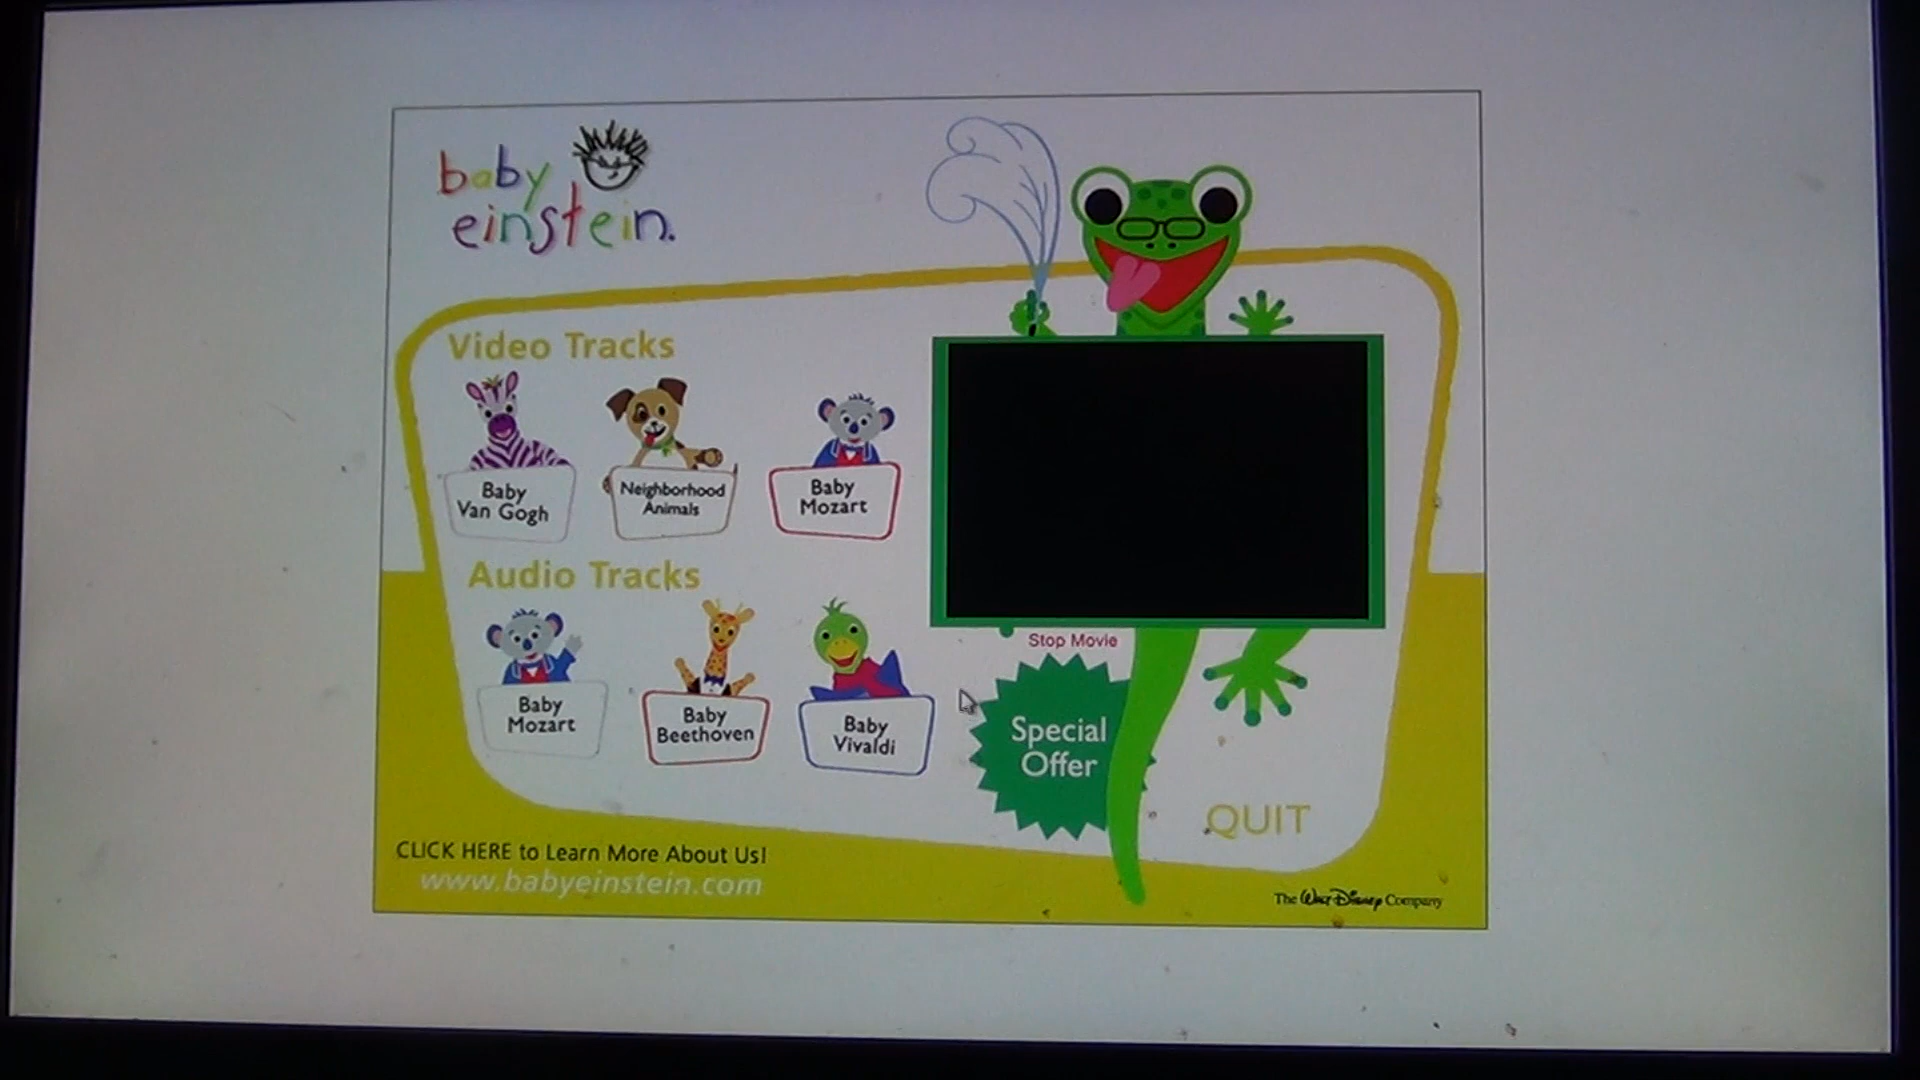 baby
einstein.
Video Tracks
Baby
Van Gogh
Neighborhood
Animals
Baby
Mozart
Audio Tracks
Baby
Mozart
Baby
Beethoven
Baby
Vivaldi
Stop Movie
Special
Offer
QUIT
CLICK HERE to Learn More About Us!
www.babyeinstein.com
The Walt Disney Company